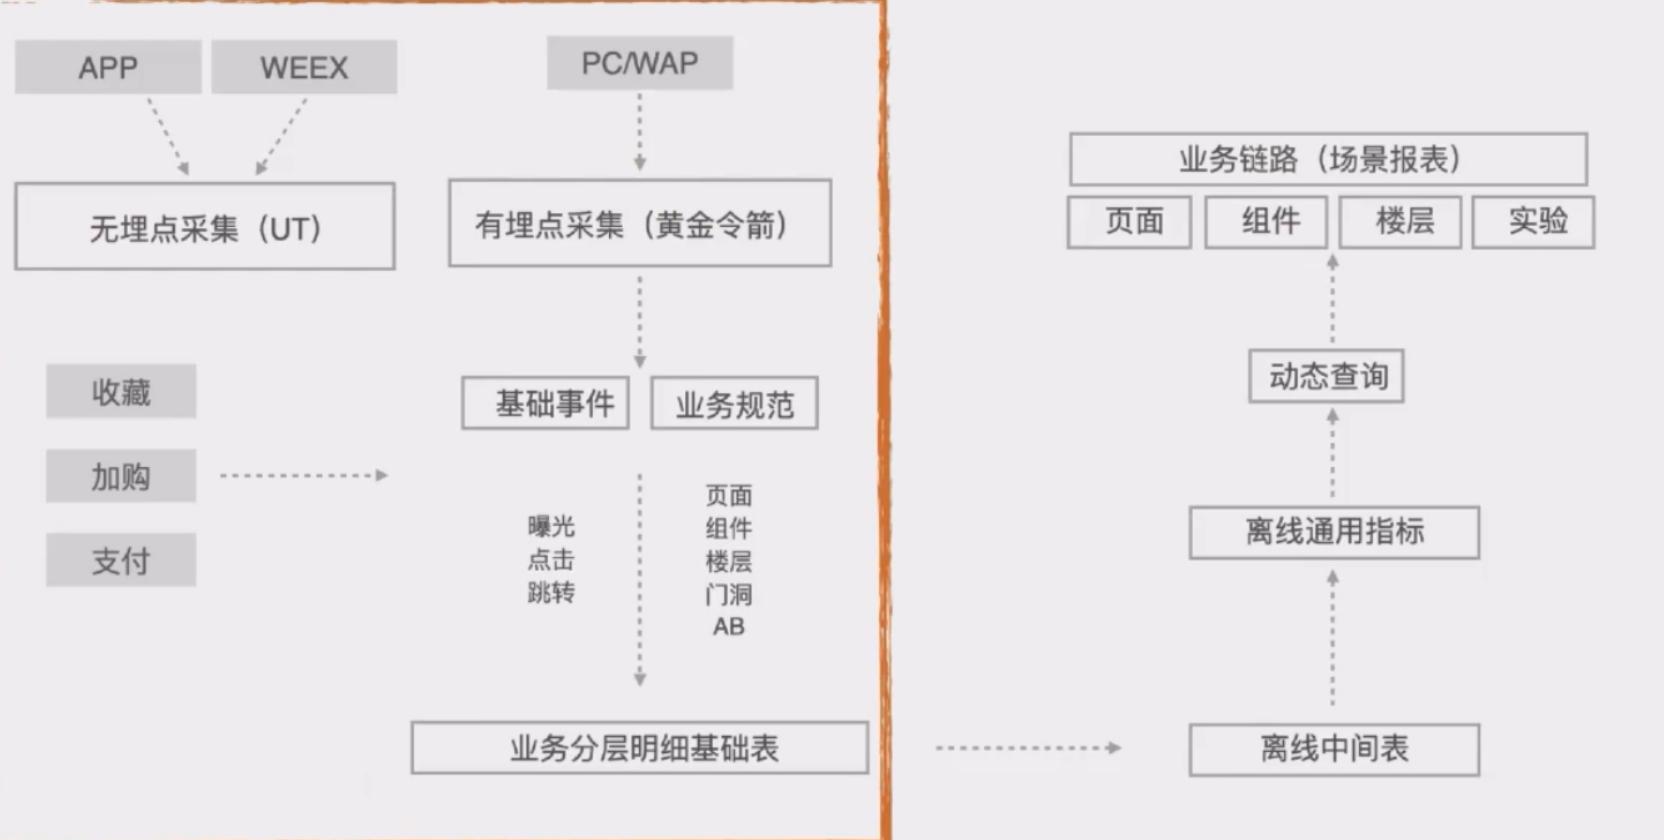 APP
WEEX
PC/WAP
无埋点采集（UT）
有埋点采集（黄金令箭）
收藏
加购
支付
基础事件
业务规范
曝光
点击
跳转
页面
组件
楼层
门洞
AB
业务分层明细基础表
业务链路（场景报表）
页面
组件
楼层
实验
动态查询
离线通用指标
离线中间表